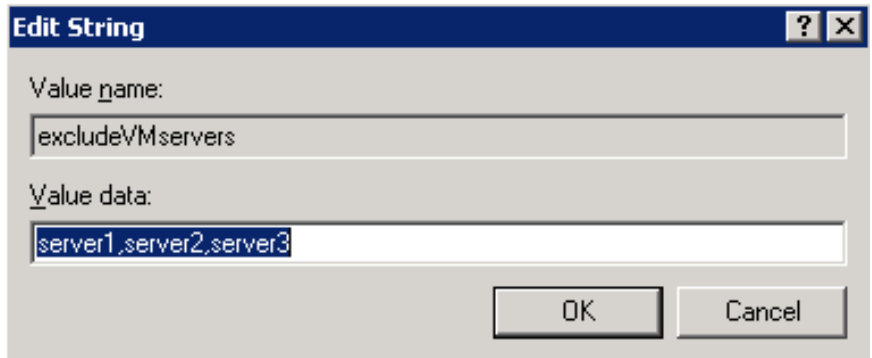 Edit String
Value name:
excludeVMservers
Value data:
server1,server2,server3
OK Cancel